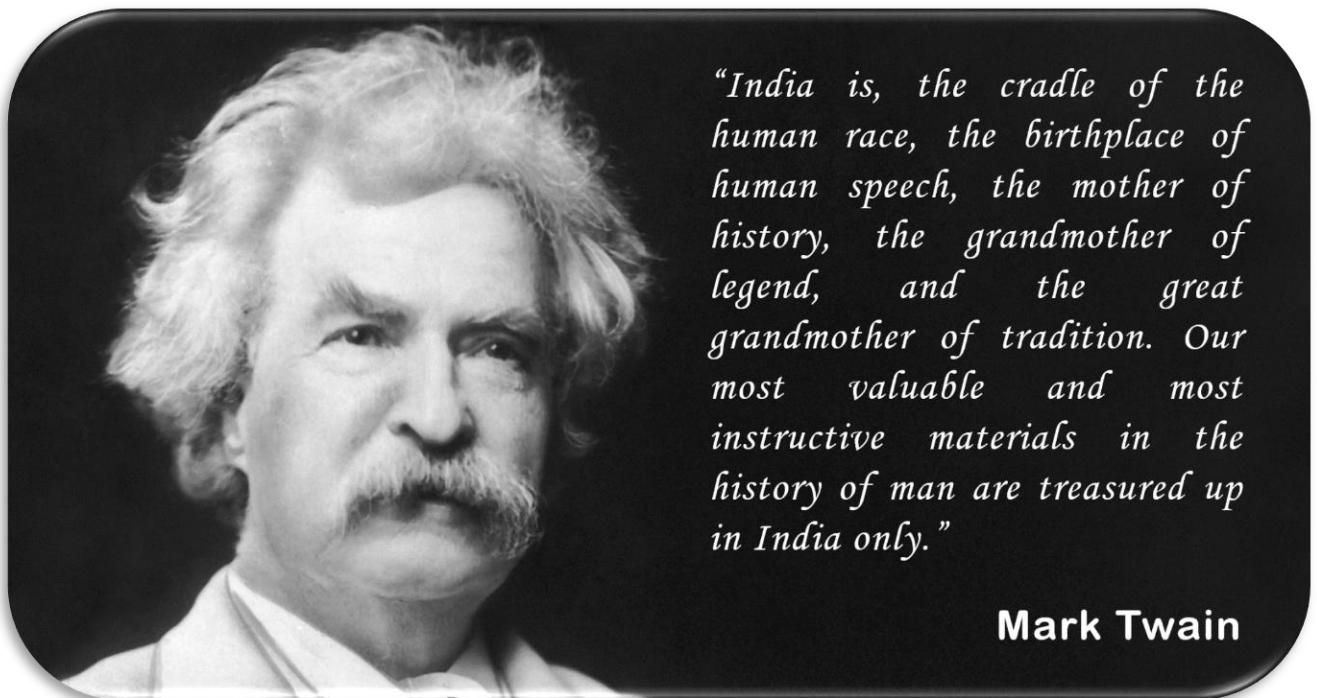 “India is, the cradle of the
human race, the birthplace of
human speech, the mother of
history, the grandmother of
legend, and the great
grandmother of tradition. Our
most valuable and most
instructive materials in the
history of man are treasured up
in India only.”
Mark Twain